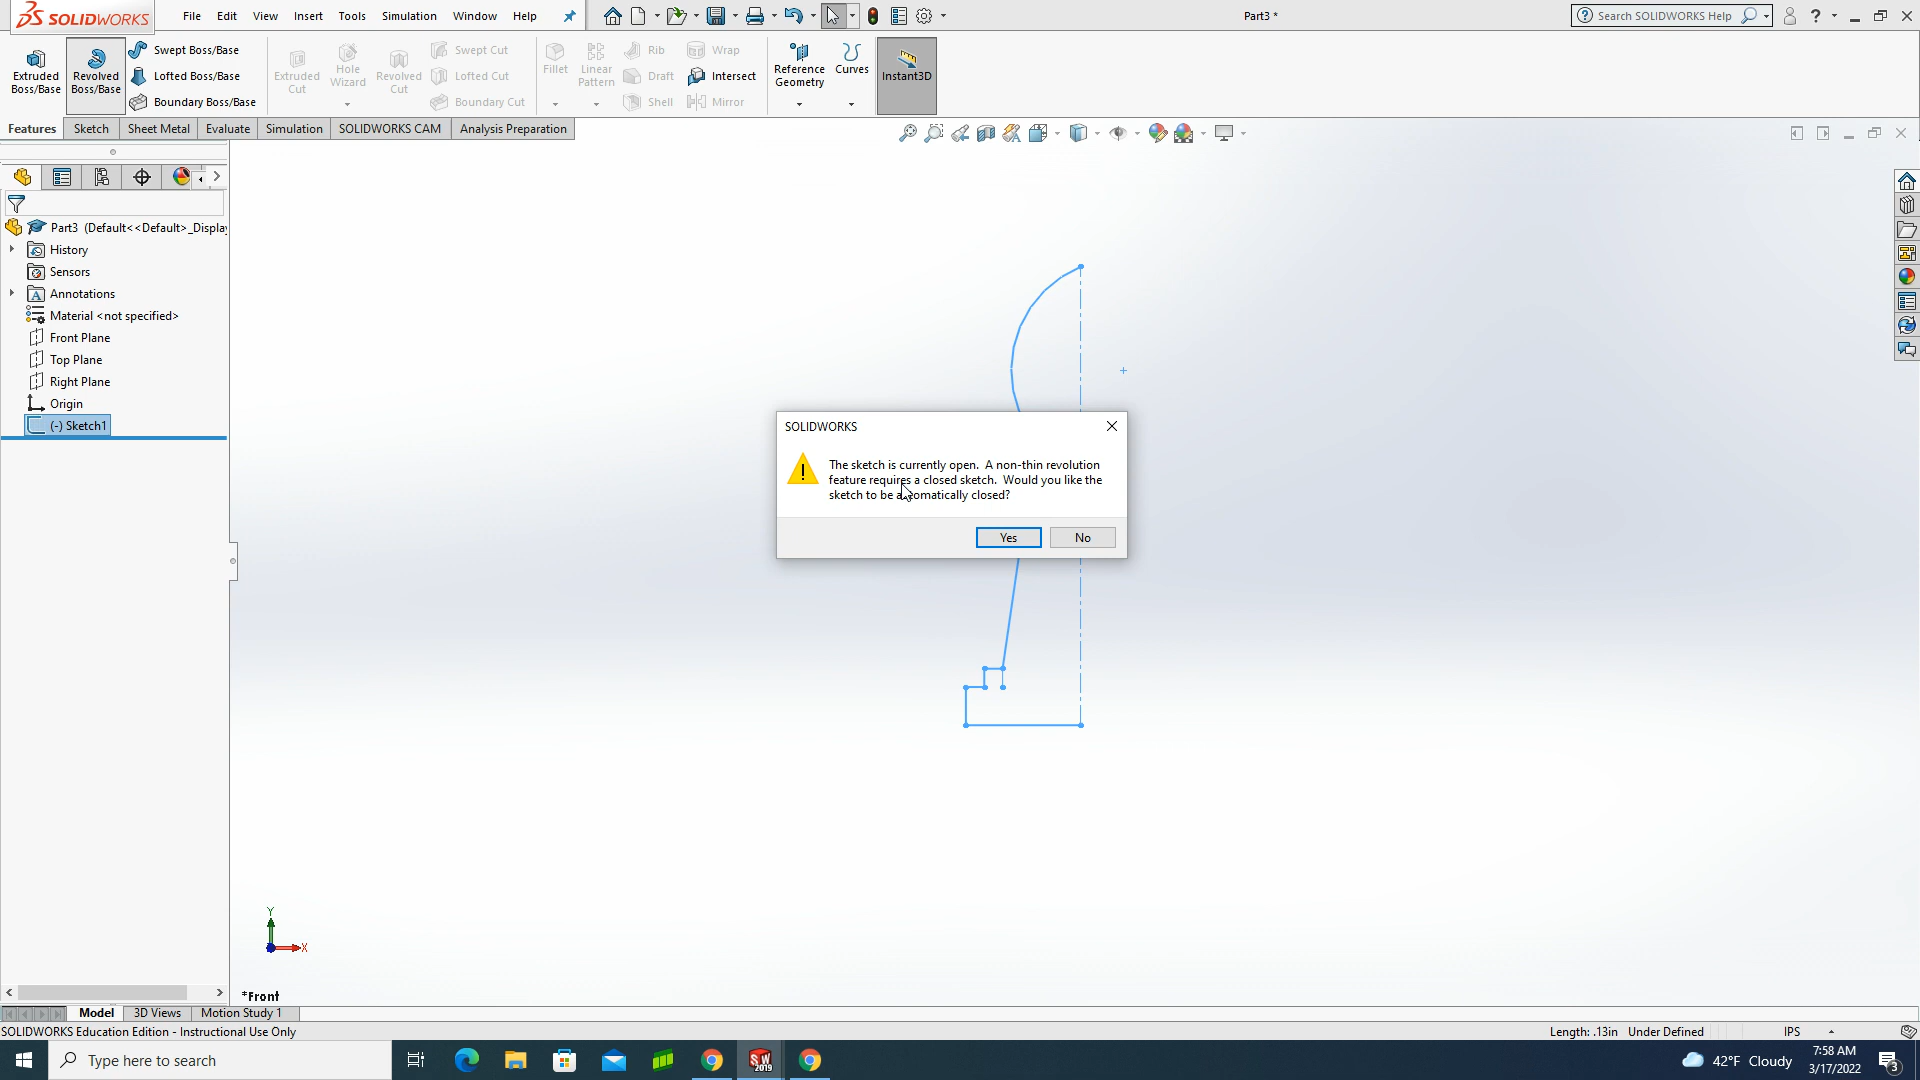 SOLIDWORKS
File Edit View Insert Tools Simulation Window Help
Part3 *
Search SOLIDWORKS Help
Extruded Boss/Base
Revolved Boss/Base
Swept Boss/Base
Lofted Boss/Base
Boundary Boss/Base
Extruded Cut
Hole Wizard
Revolved Cut
Swept Cut
Lofted Cut
Boundary Cut
Fillet
Linear Pattern
Rib
Draft
Shell
Wrap
Intersect
Mirror
Reference Geometry
Curves
Instant3D
Features Sketch Sheet Metal Evaluate Simulation SOLIDWORKS CAM Analysis Preparation
Part3 (Default<<Default>_Displa
History
Sensors
Annotations
Material <not specified>
Front Plane
Top Plane
Right Plane
Origin
(-) Sketch1
SOLIDWORKS
The sketch is currently open. A non-thin revolution
feature requires a closed sketch. Would you like the
sketch to be automatically closed?
Yes No
Y
X
*Front
Model 3D Views Motion Study 1
SOLIDWORKS Education Edition - Instructional Use Only
Length: .13in Under Defined IPS
Type here to search
SW 2019
42°F Cloudy
7:58 AM
3/17/2022
3